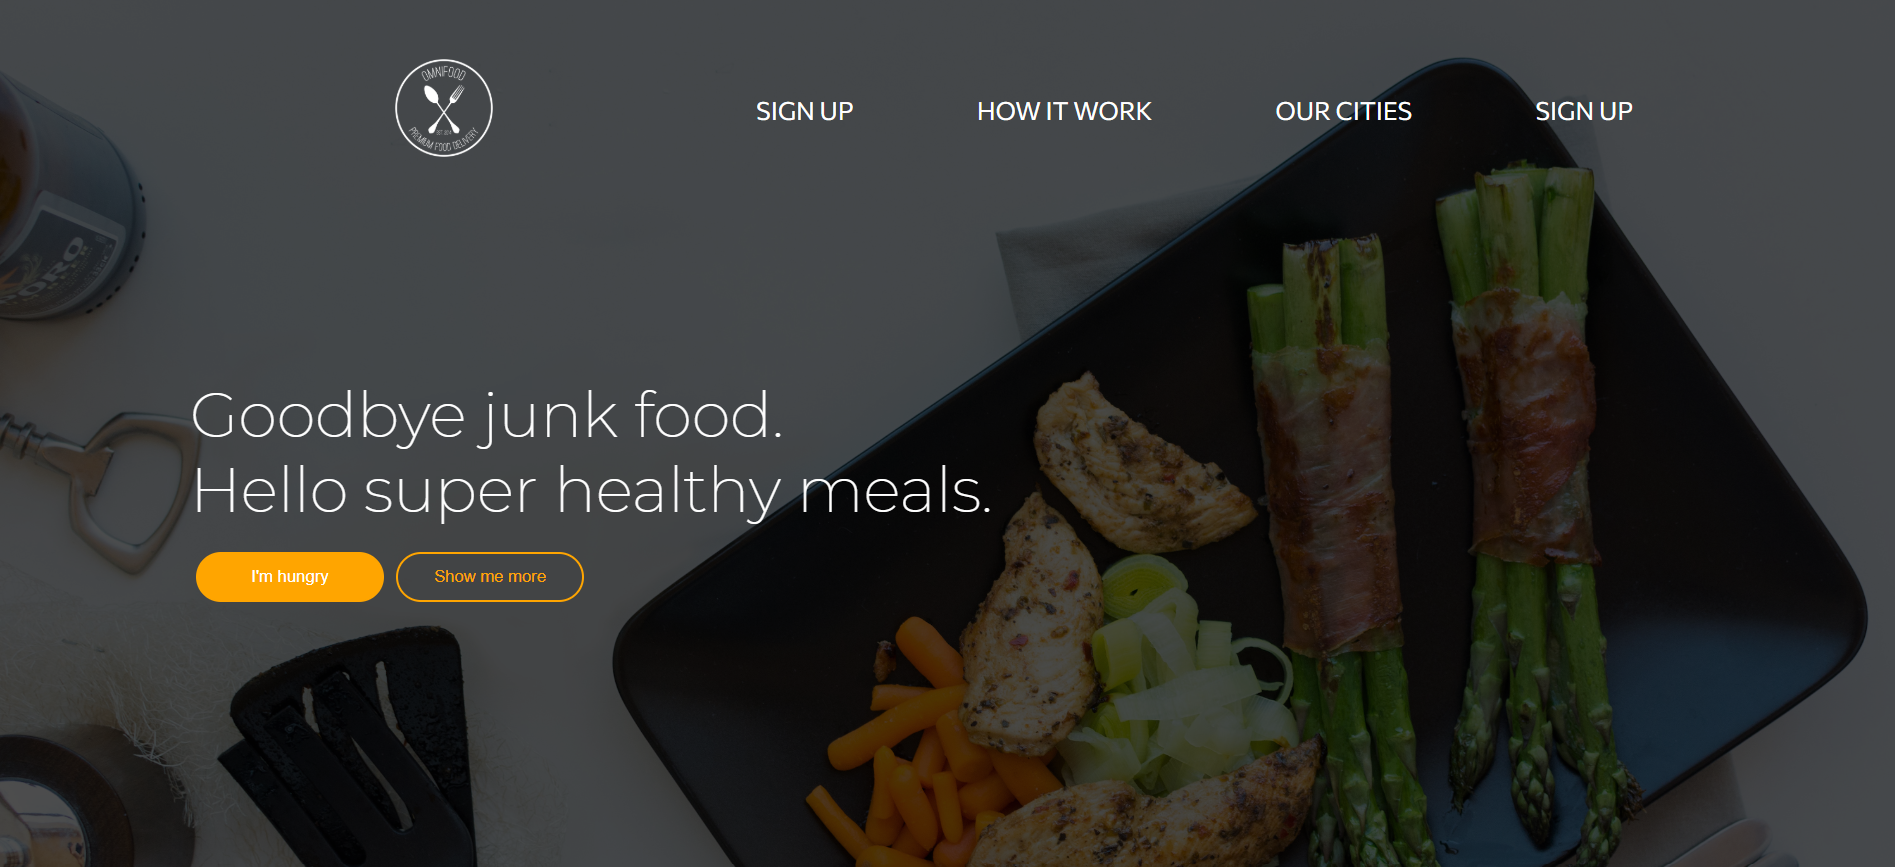 OMNIFOOD
EST 2014
PREMIUM FOOD DELIVERY
SIGN UP
HOW IT WORK
OUR CITIES
SIGN UP
Goodbye junk food.
Hello super healthy meals.
I'm hungry
Show me more